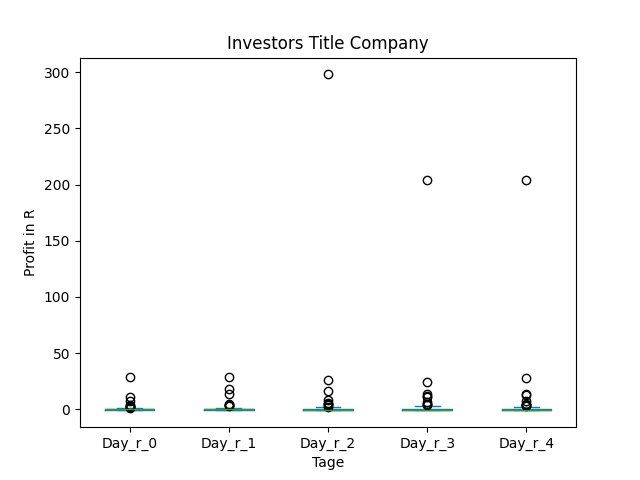 Investors Title Company
Profit in R
300
250
200
150
100
50
0
Day_r_0 Day_r_1 Day_r_2 Day_r_3 Day_r_4
Tage